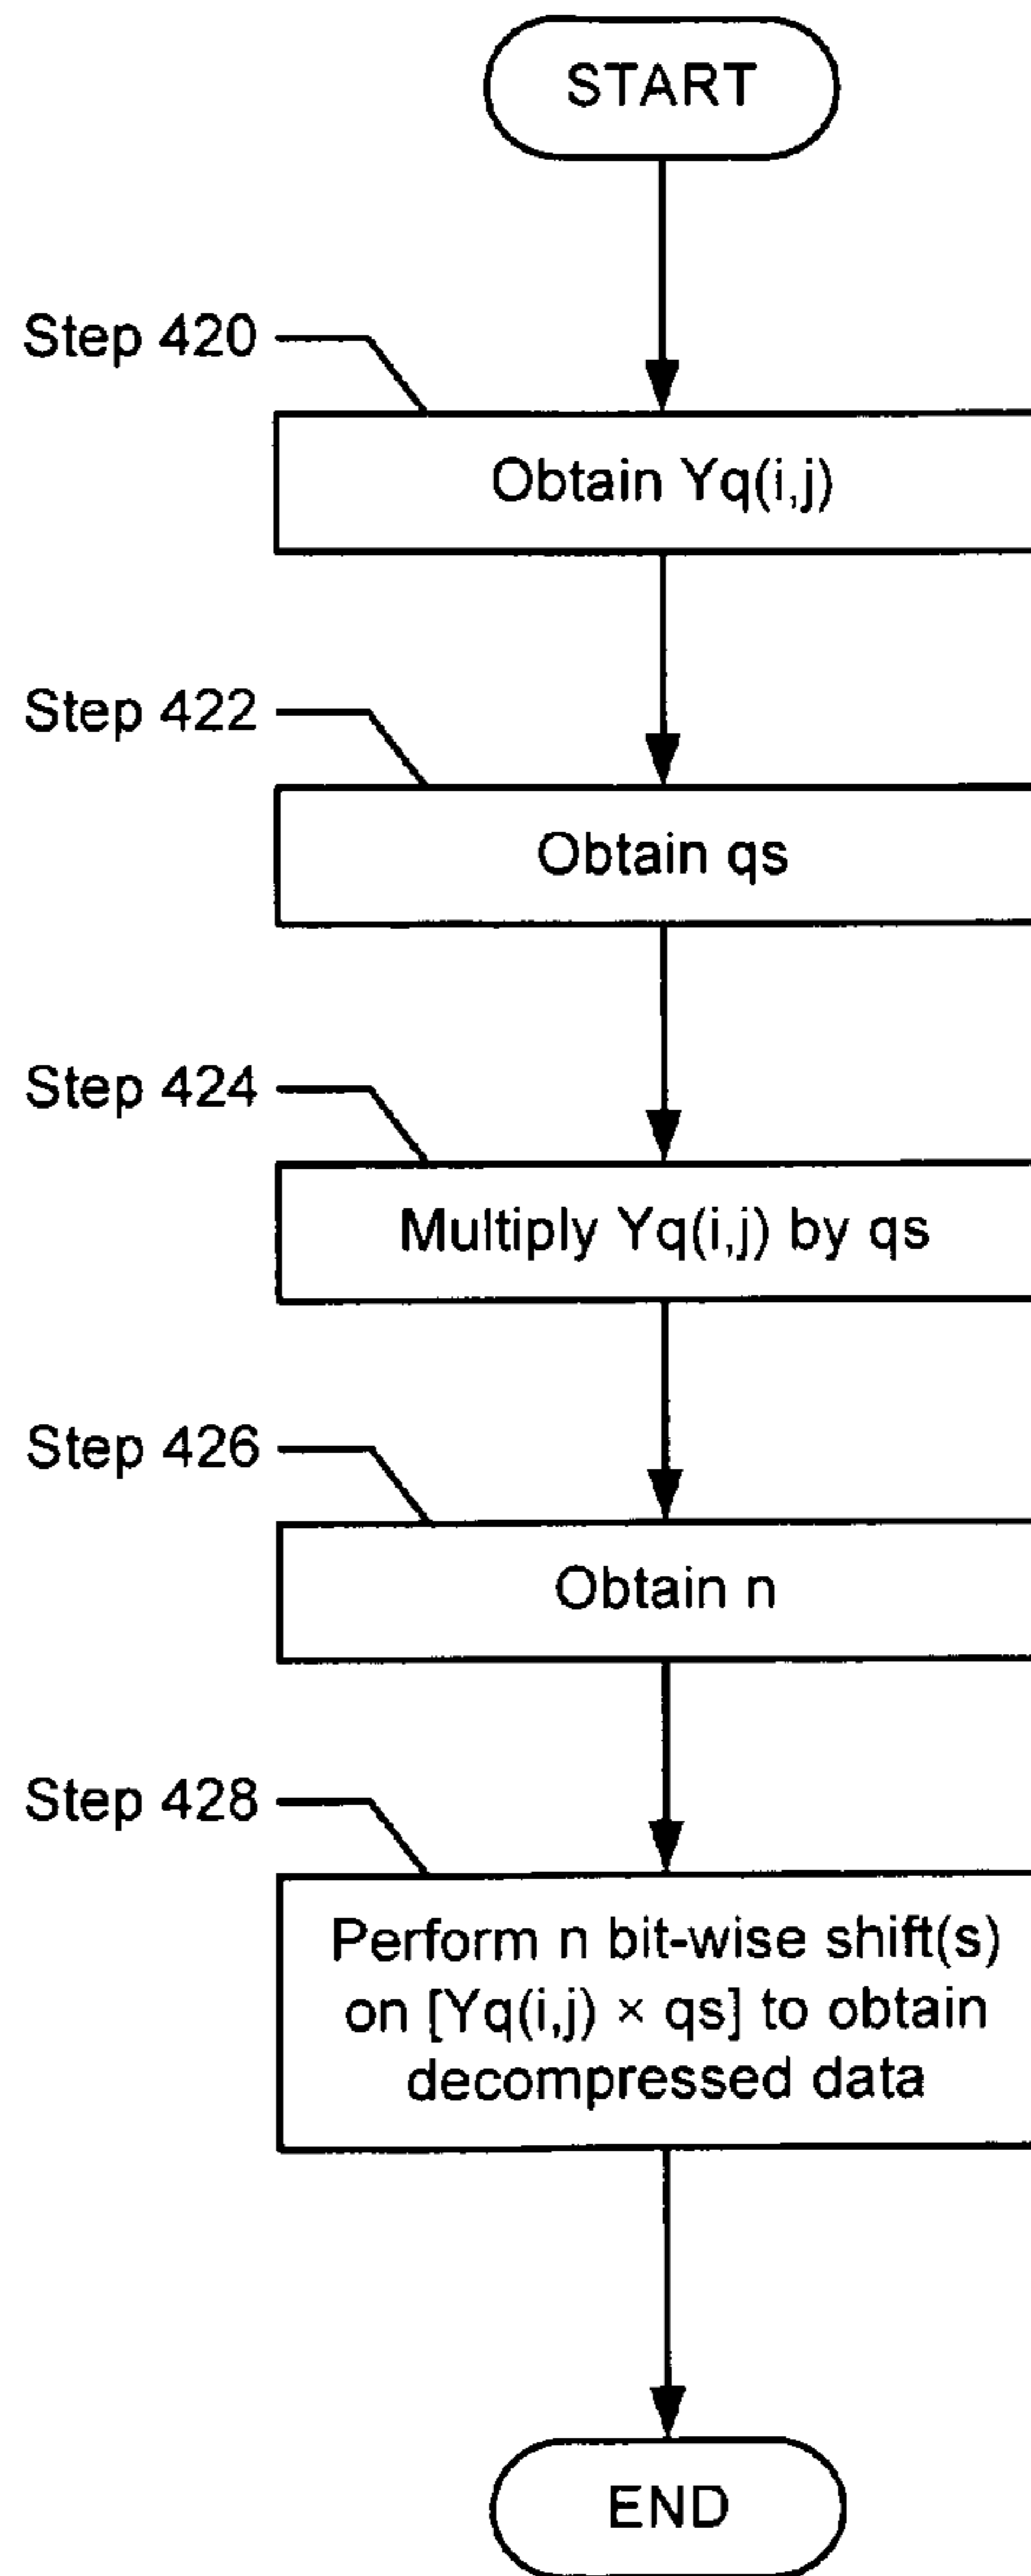 START
Step 420
Obtain Yq(i,j)
Step 422
Obtain qs
Step 424
Multiply Yq(i,j) by qs
Step 426
Obtain n
Step 428
Perform n bit-wise shift(s)
on [Yq(i,j) × qs] to obtain
decompressed data
END